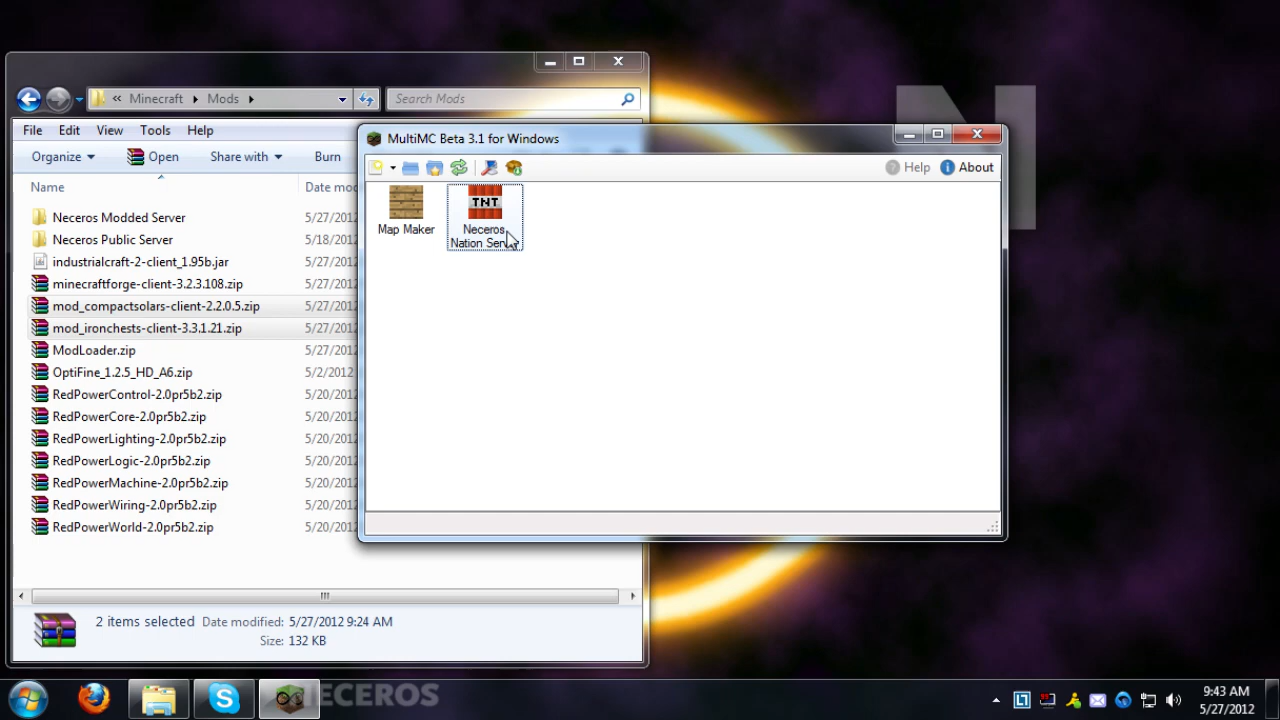 « Minecraft Mods
Search Mods
File Edit View Tools Help
Organize Open Share with Burn
Name Date mod
Neceros Modded Server 5/27/2012
Neceros Public Server 5/18/2012
industrialcraft-2-client_1.95b.jar 5/27/2012
minecraftforge-client-3.2.3.108.zip 5/27/2012
mod_compactsolars-client-2.2.0.5.zip 5/27/2012
mod_ironchests-client-3.3.1.21.zip 5/27/2012
ModLoader.zip 5/27/2012
OptiFine_1.2.5_HD_A6.zip 5/2/2012
RedPowerControl-2.0pr5b2.zip 5/20/2012
RedPowerCore-2.0pr5b2.zip 5/20/2012
RedPowerLighting-2.0pr5b2.zip 5/20/2012
RedPowerLogic-2.0pr5b2.zip 5/20/2012
RedPowerMachine-2.0pr5b2.zip 5/20/2012
RedPowerWiring-2.0pr5b2.zip 5/20/2012
RedPowerWorld-2.0pr5b2.zip 5/20/2012
2 items selected Date modified: 5/27/2012 9:24 AM
Size: 132 KB
MultiMC Beta 3.1 for Windows
Help About
TNT
Map Maker
Neceros
Nation
N
NECEROS
9:43 AM
5/27/2012